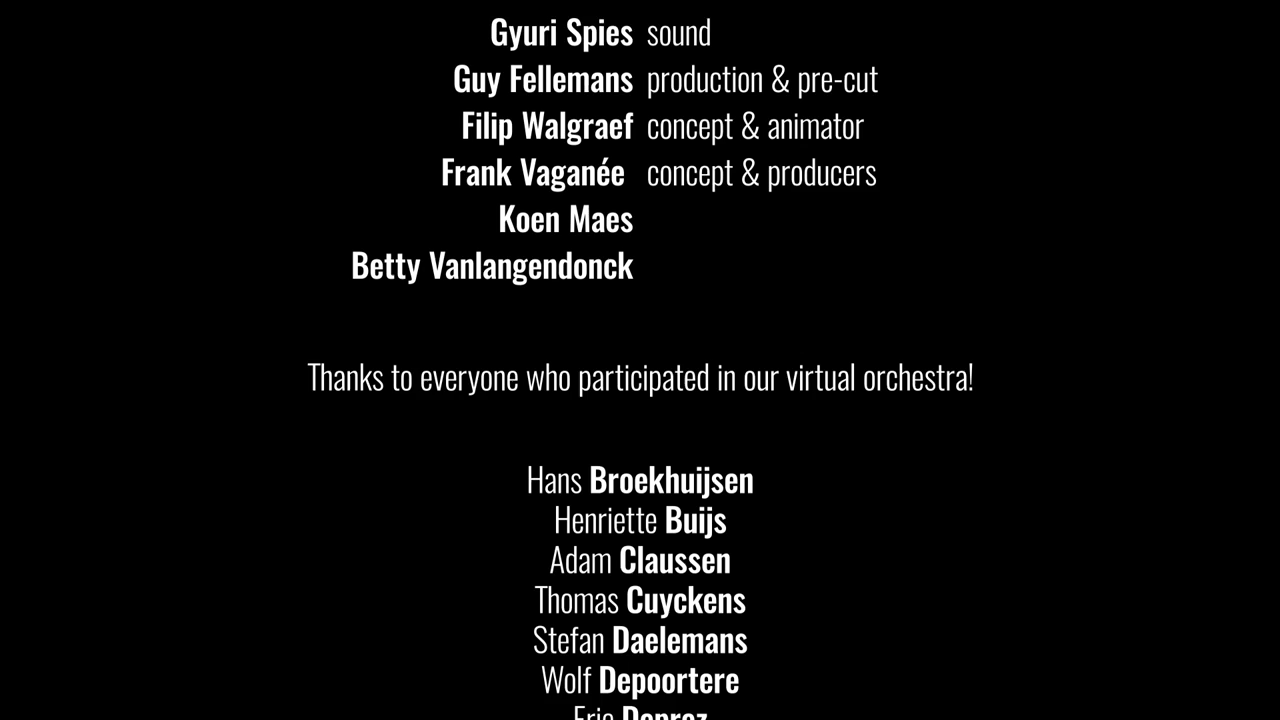 Gyuri Spies sound
Guy Fellemans production & pre-cut
Filip Walgraef concept & animator
Frank Vaganée concept & producers
Koen Maes
Betty Vanlangendonck
Thanks to everyone who participated in our virtual orchestra!
Hans Broekhuijsen
Henriette Buijs
Adam Claussen
Thomas Cuyckens
Stefan Daelemans
Wolf Depoortere